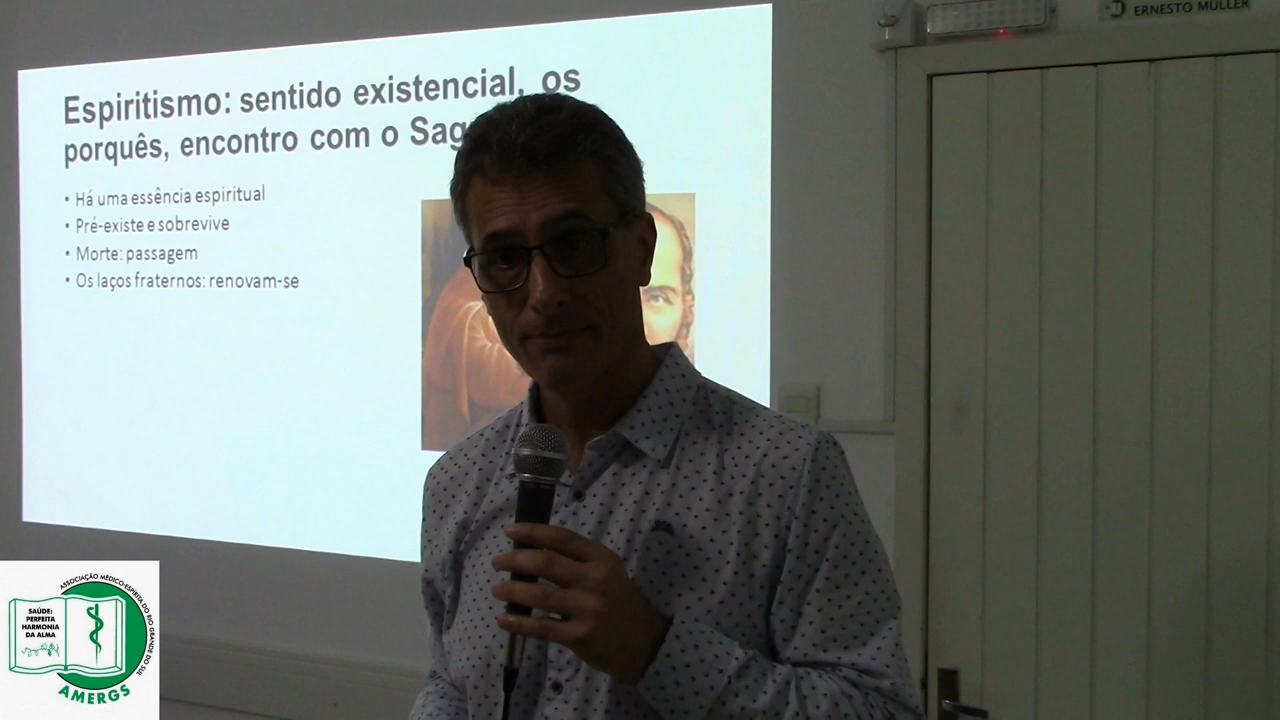 ERNESTO MÜLLER
Espiritismo: sentido existencial, os
porquês, encontro com o Sag
• Há uma essência espiritual
• Pré-existe e sobrevive
• Morte: passagem
• Os laços fraternos: renovam-se
ASSOCIAÇÃO MÉDICO-ESPÍRITA DO RIO GRANDE DO SUL
SAÚDE:
PERFEITA
HARMONIA
DA ALMA
AMERGS